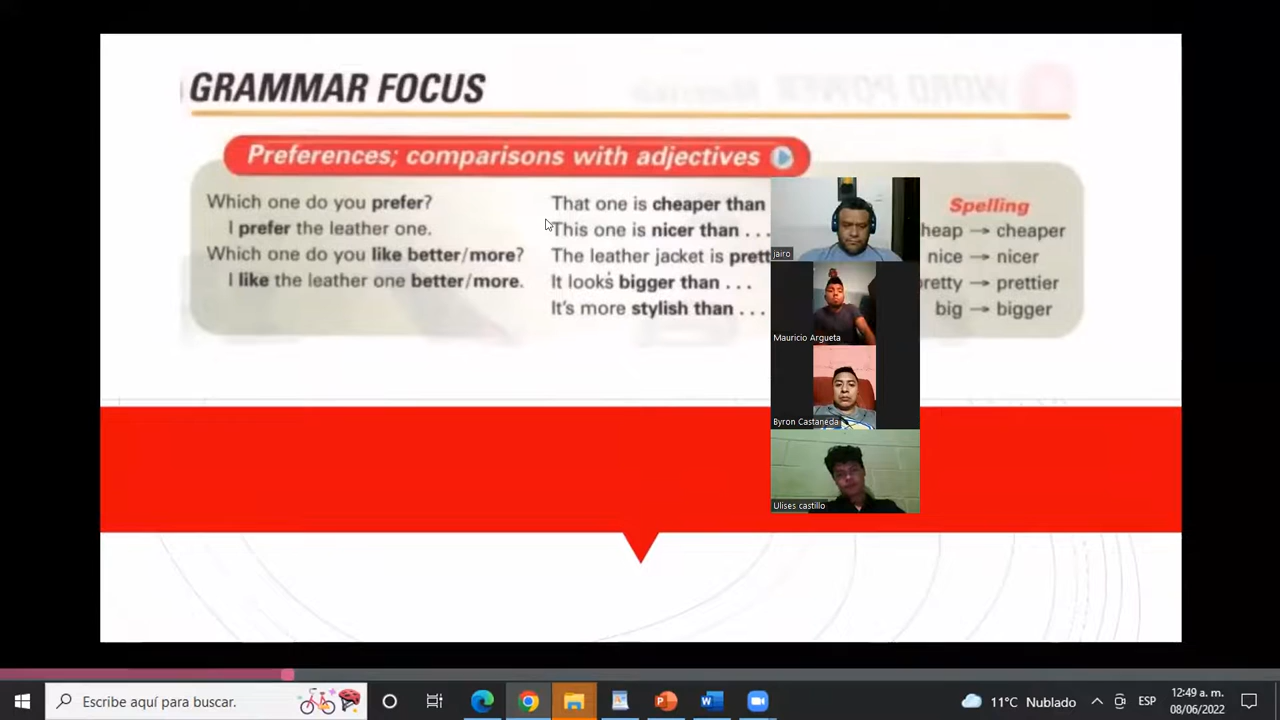 GRAMMAR FOCUS
Preferences; comparisons with adjectives
Which one do you prefer?
I prefer the leather one.
Which one do you like better/more?
I like the leather one better/more.
That one is cheaper than
This one is nicer than . . .
The leather jacket is prett
It looks bigger than . . .
It's more stylish than . . .
Spelling
heap → cheaper
nice → nicer
retty → prettier
big → bigger
jairo
Mauricio Argueta
Byron Castaneda
Ulises castillo
Escribe aquí para buscar.
11°C Nublado
ESP
12:49 a. m.
08/06/2022